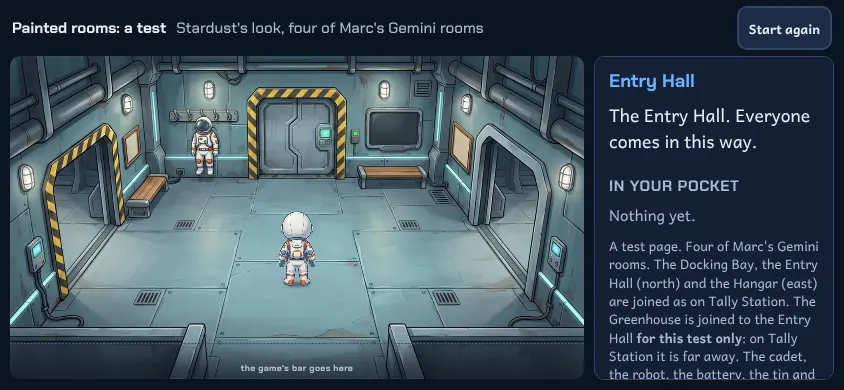 Painted rooms: a test Stardust's look, four of Marc's Gemini rooms
Start again
Entry Hall
The Entry Hall. Everyone
comes in this way.
IN YOUR POCKET
Nothing yet.
A test page. Four of Marc's Gemini
rooms. The Docking Bay, the Entry
Hall (north) and the Hangar (east)
are joined as on Tally Station. The
Greenhouse is joined to the Entry
Hall for this test only: on Tally
Station it is far away. The cadet,
the robot, the battery, the tin and
the game's bar goes here